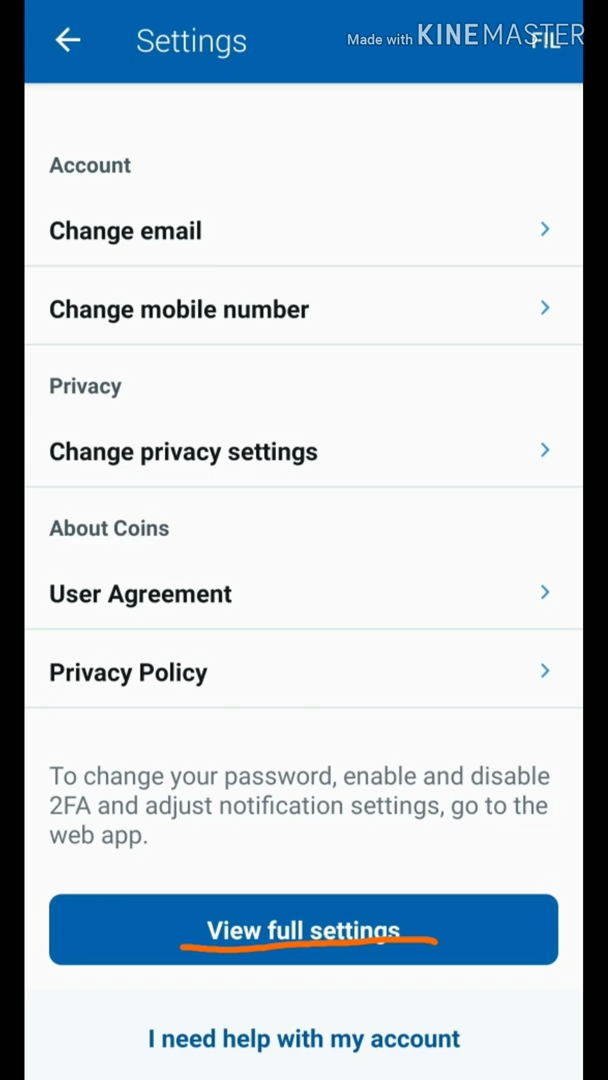 Settings
Made with KINEMASTER
FIL
Account
Change email
Change mobile number
Privacy
Change privacy settings
About Coins
User Agreement
Privacy Policy
To change your password, enable and disable
2FA and adjust notification settings, go to the
web app.
View full settings
I need help with my account